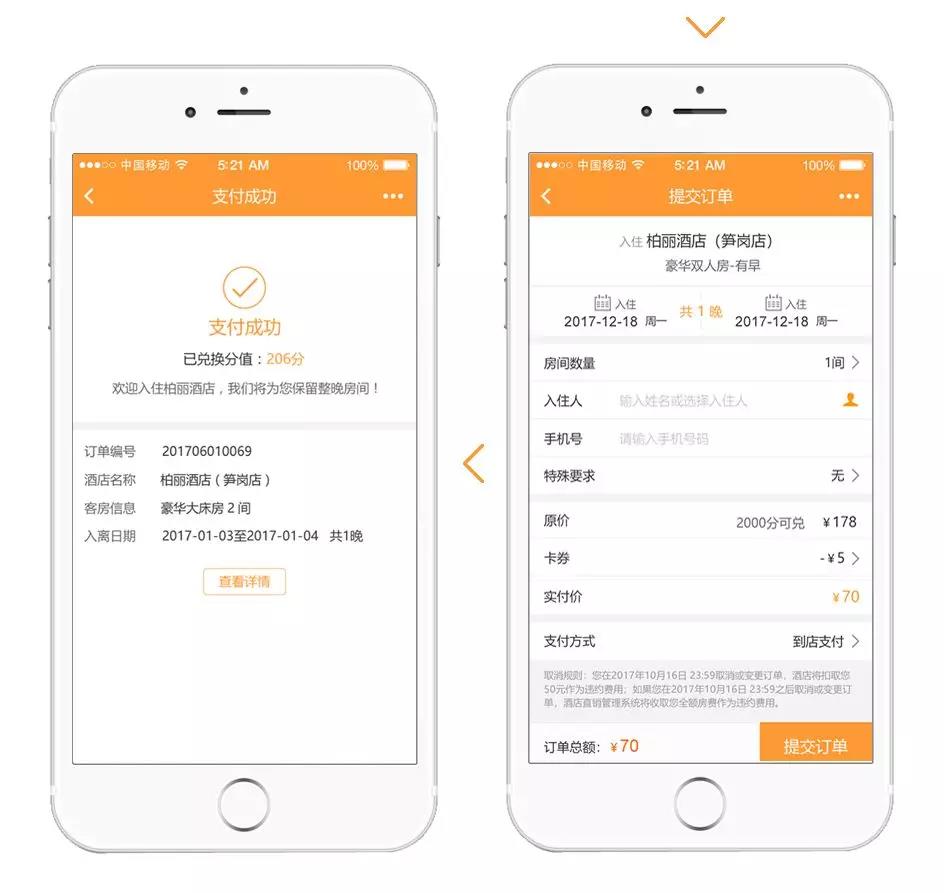 中国移动 5:21 AM 100%
支付成功
支付成功
已兑换分值：206分
欢迎入住柏丽酒店，我们将为您保留整晚房间！
订单编号 201706010069
酒店名称 柏丽酒店（笋岗店）
客房信息 豪华大床房 2 间
入离日期 2017-01-03至2017-01-04 共1晚
查看详情
中国移动 5:21 AM 100%
提交订单
入住 柏丽酒店（笋岗店）
豪华双人房-有早
入住 共 1 晚 入住
2017-12-18 周一 2017-12-18 周一
房间数量 1间
入住人 输入姓名或选择入住人
手机号 请输入手机号码
特殊要求 无
原价 2000分可兑 ¥178
卡券 -¥5
实付价 ¥70
支付方式 到店支付
取消规则：您在2017年10月16日 23:59取消或变更订单，酒店将扣取您
50元作为违约费用；如果您在2017年10月16日 23:59之后取消或变更订
单，酒店直销管理系统将收取您全额房费作为违约费用。
订单总额：¥70 提交订单